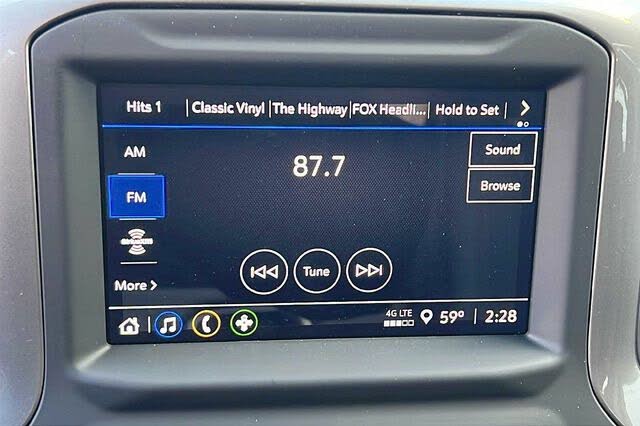 Hits 1 Classic Vinyl The Highway FOX Headli... Hold to Set >
AM
87.7
Sound
FM
Browse
Tune
More >
4G LTE
59° 2:28